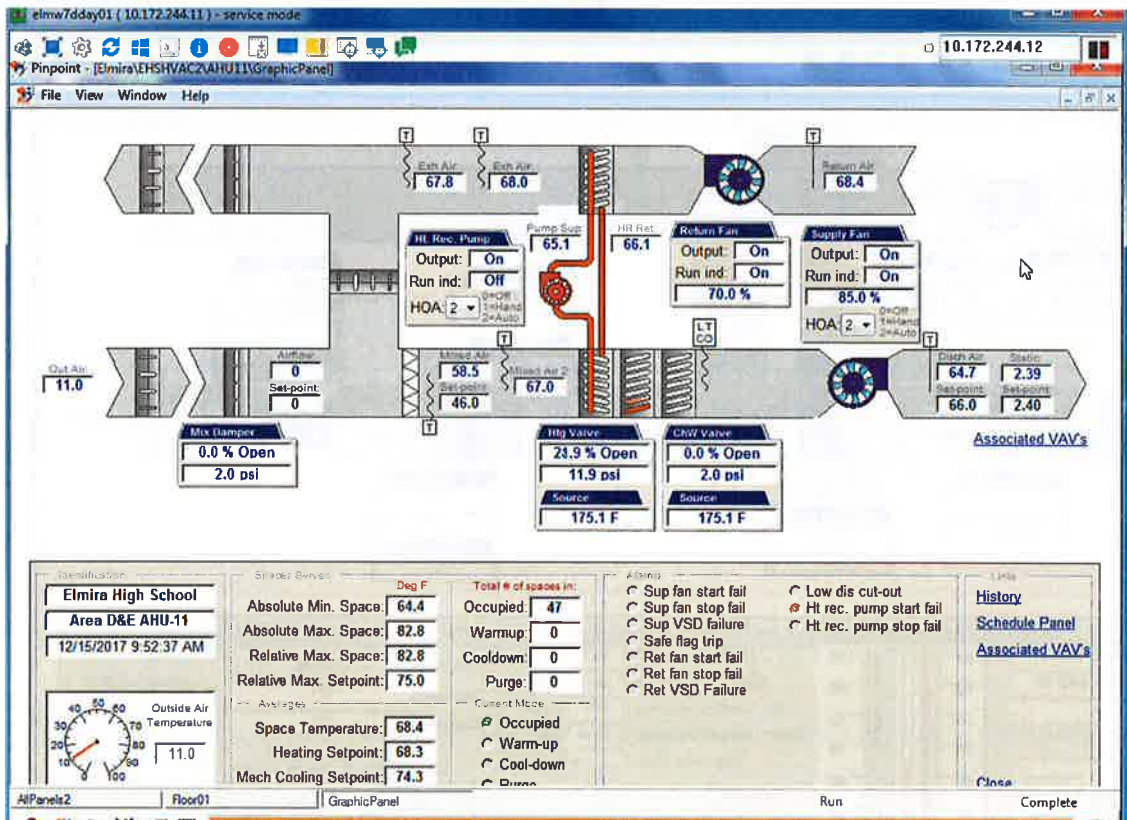 elmw7dday01 ( 10.172.244.11 ) - service mode
10.172.244.12
Pinpoint - [Elmira\EHSHVAC2\AHU11\GraphicPanel]
File View Window Help
T T T
Exh Air Exh Air Return Air
67.8 68.0 68.4
Pump Sup HR Ret
65.1 66.1
Ht. Rec. Pump
Output: On
Run ind: Off
HOA: 2
0=Off
1=Hand
2=Auto
Return Fan
Output: On
Run ind: On
70.0 %
Supply Fan
Output: On
Run ind: On
85.0 %
HOA: 2
0=Off
1=Hand
2=Auto
T LT CO T
Out Air
11.0
Airflow
0
Set-point:
0
Mixed Air
58.5
Set-point
46.0
Mixed Air 2
67.0
T
Disch Air Static
64.7 2.39
Set-point Set-point
66.0 2.40
Associated VAV's
Mix Damper
0.0 % Open
2.0 psi
Htg Valve
23.9 % Open
11.9 psi
Source
175.1 F
ChW Valve
0.0 % Open
2.0 psi
Source
175.1 F
Identification
Elmira High School
Area D&E AHU-11
12/15/2017 9:52:37 AM
Outside Air
Temperature
11.0
0 10 20 30 40 50 60 70 80 90 100
Spaces Served
Deg F
Absolute Min. Space: 64.4
Absolute Max. Space: 82.8
Relative Max. Space: 82.8
Relative Max. Setpoint: 75.0
Averages
Space Temperature: 68.4
Heating Setpoint: 68.3
Mech Cooling Setpoint: 74.3
Total # of spaces in:
Occupied: 47
Warmup: 0
Cooldown: 0
Purge: 0
Current Mode
Occupied
Warm-up
Cool-down
Purge
Alarms
Sup fan start fail
Sup fan stop fail
Sup VSD failure
Safe flag trip
Ret fan start fail
Ret fan stop fail
Ret VSD Failure
Low dis cut-out
Ht rec. pump start fail
Ht rec. pump stop fail
Links
History
Schedule Panel
Associated VAV's
Close
AllPanels2 Floor01 GraphicPanel Run Complete